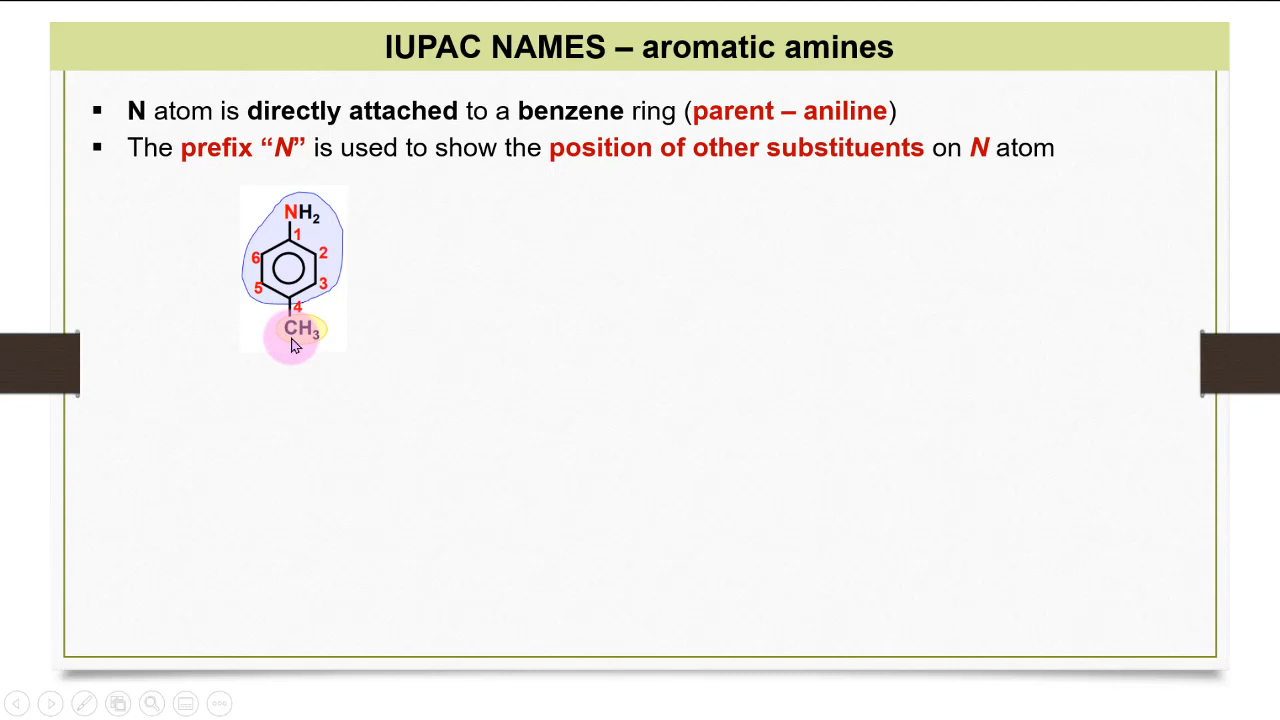 IUPAC NAMES – aromatic amines
▪ N atom is directly attached to a benzene ring (parent – aniline)
▪ The prefix “N” is used to show the position of other substituents on N atom
NH₂
1
6 2
5 3
4
CH₃